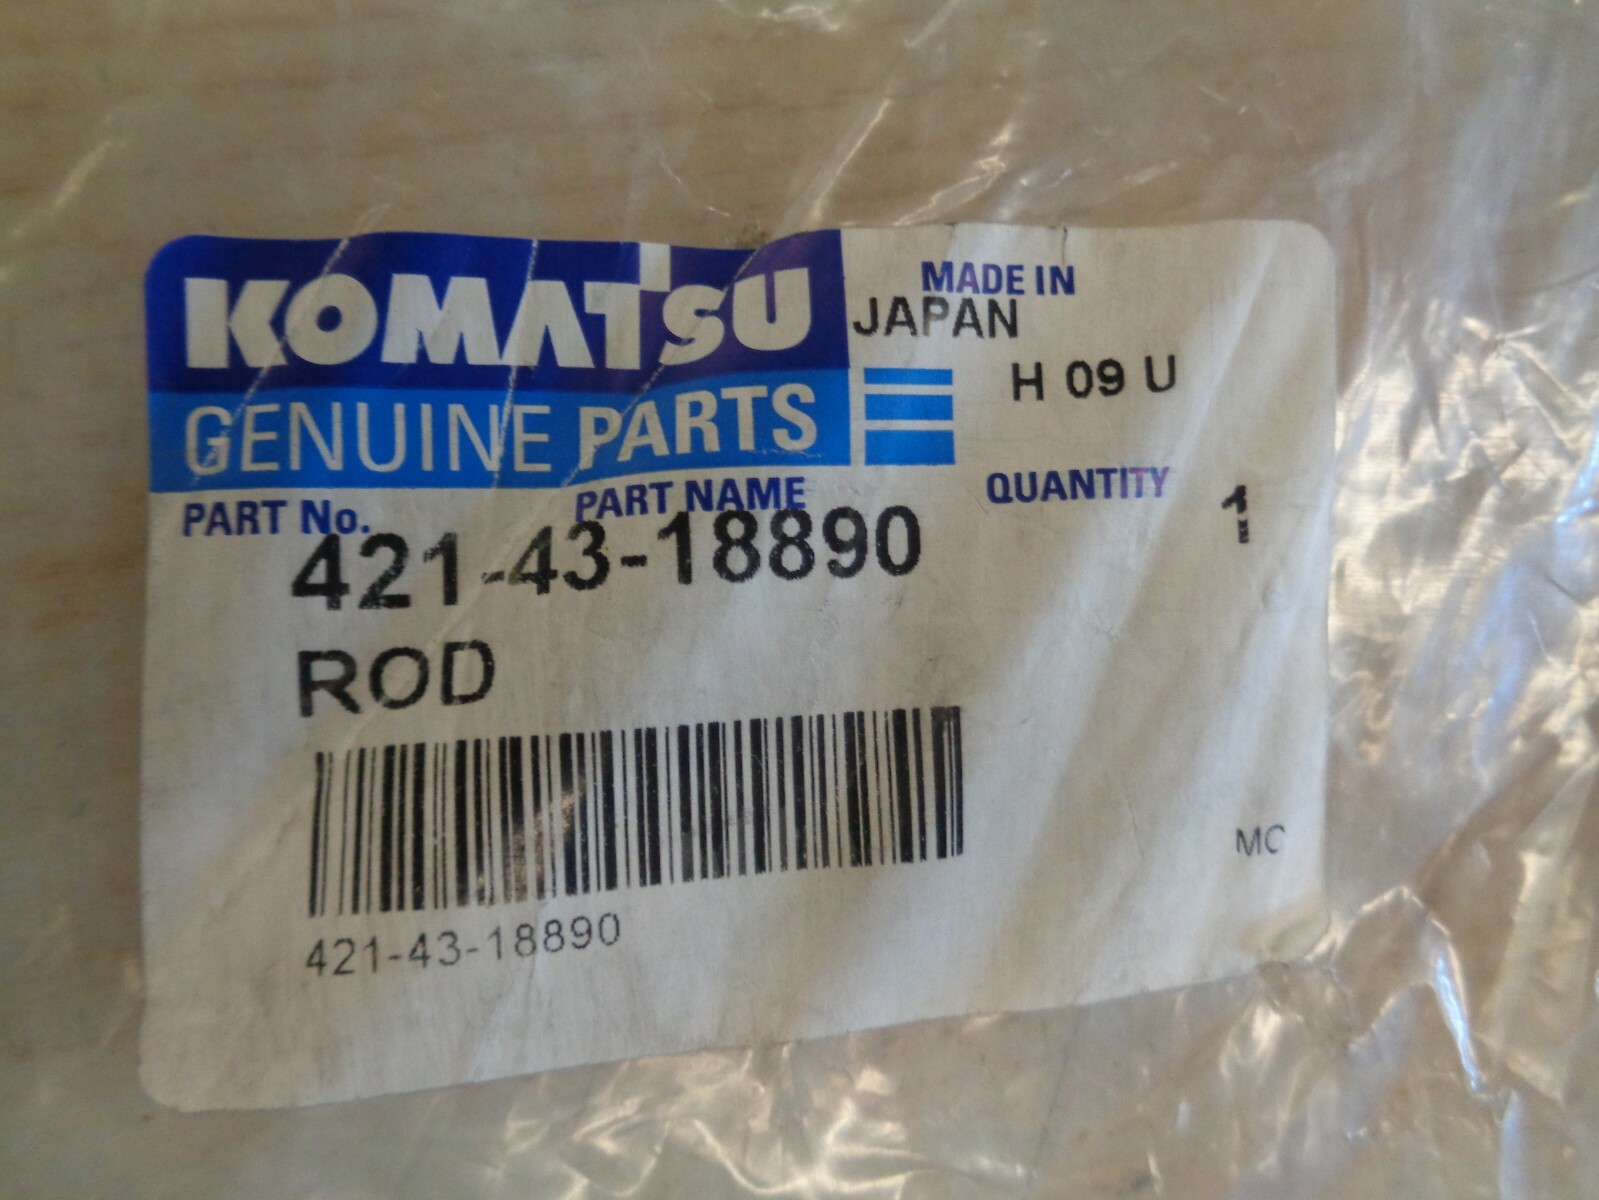 KOMATSU
MADE IN
JAPAN
H 09 U
GENUINE PARTS
PART No. PART NAME QUANTITY
421-43-18890 1
ROD
MC
421-43-18890